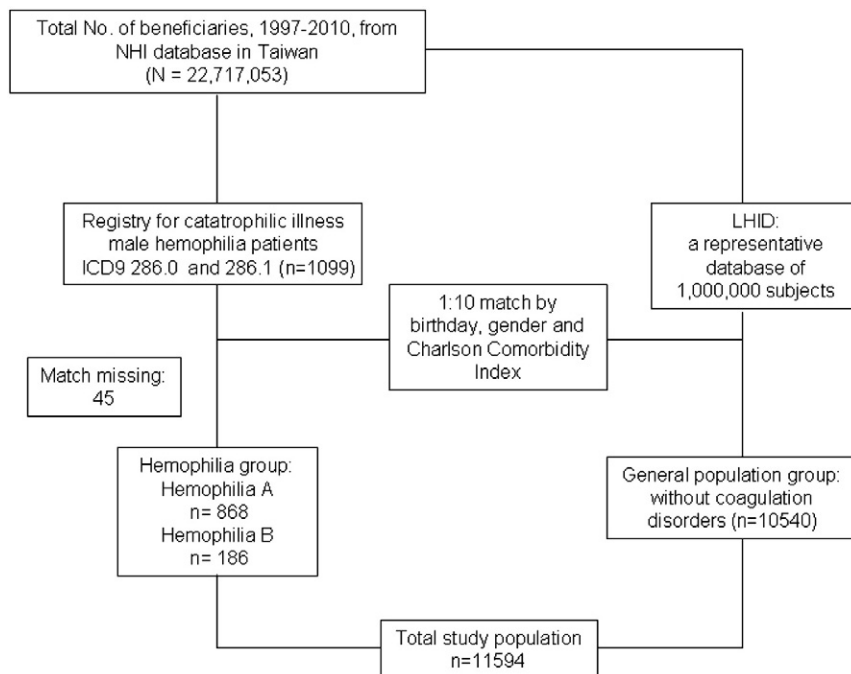 Total No. of beneficiaries, 1997-2010, from
NHI database in Taiwan
(N = 22,717,053)
Registry for catatrophilic illness
male hemophilia patients
ICD9 286.0 and 286.1 (n=1099)
LHID:
a representative
database of
1,000,000 subjects
1:10 match by
birthday, gender and
Charlson Comorbidity
Index
Match missing:
45
Hemophilia group:
Hemophilia A
n= 868
Hemophilia B
n= 186
General population group:
without coagulation
disorders (n=10540)
Total study population
n=11594